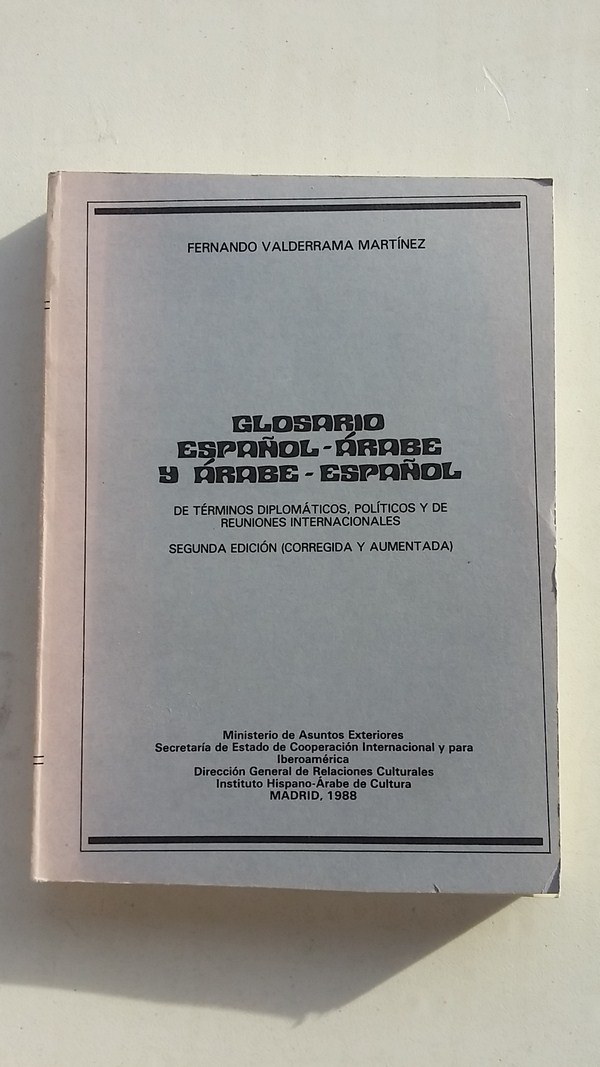 FERNANDO VALDERRAMA MARTÍNEZ
GLOSARIO
ESPAÑOL-ÁRABE
Y ÁRABE-ESPAÑOL
DE TÉRMINOS DIPLOMÁTICOS, POLÍTICOS Y DE
REUNIONES INTERNACIONALES
SEGUNDA EDICIÓN (CORREGIDA Y AUMENTADA)
Ministerio de Asuntos Exteriores
Secretaría de Estado de Cooperación Internacional y para
Iberoamérica
Dirección General de Relaciones Culturales
Instituto Hispano-Árabe de Cultura
MADRID, 1988